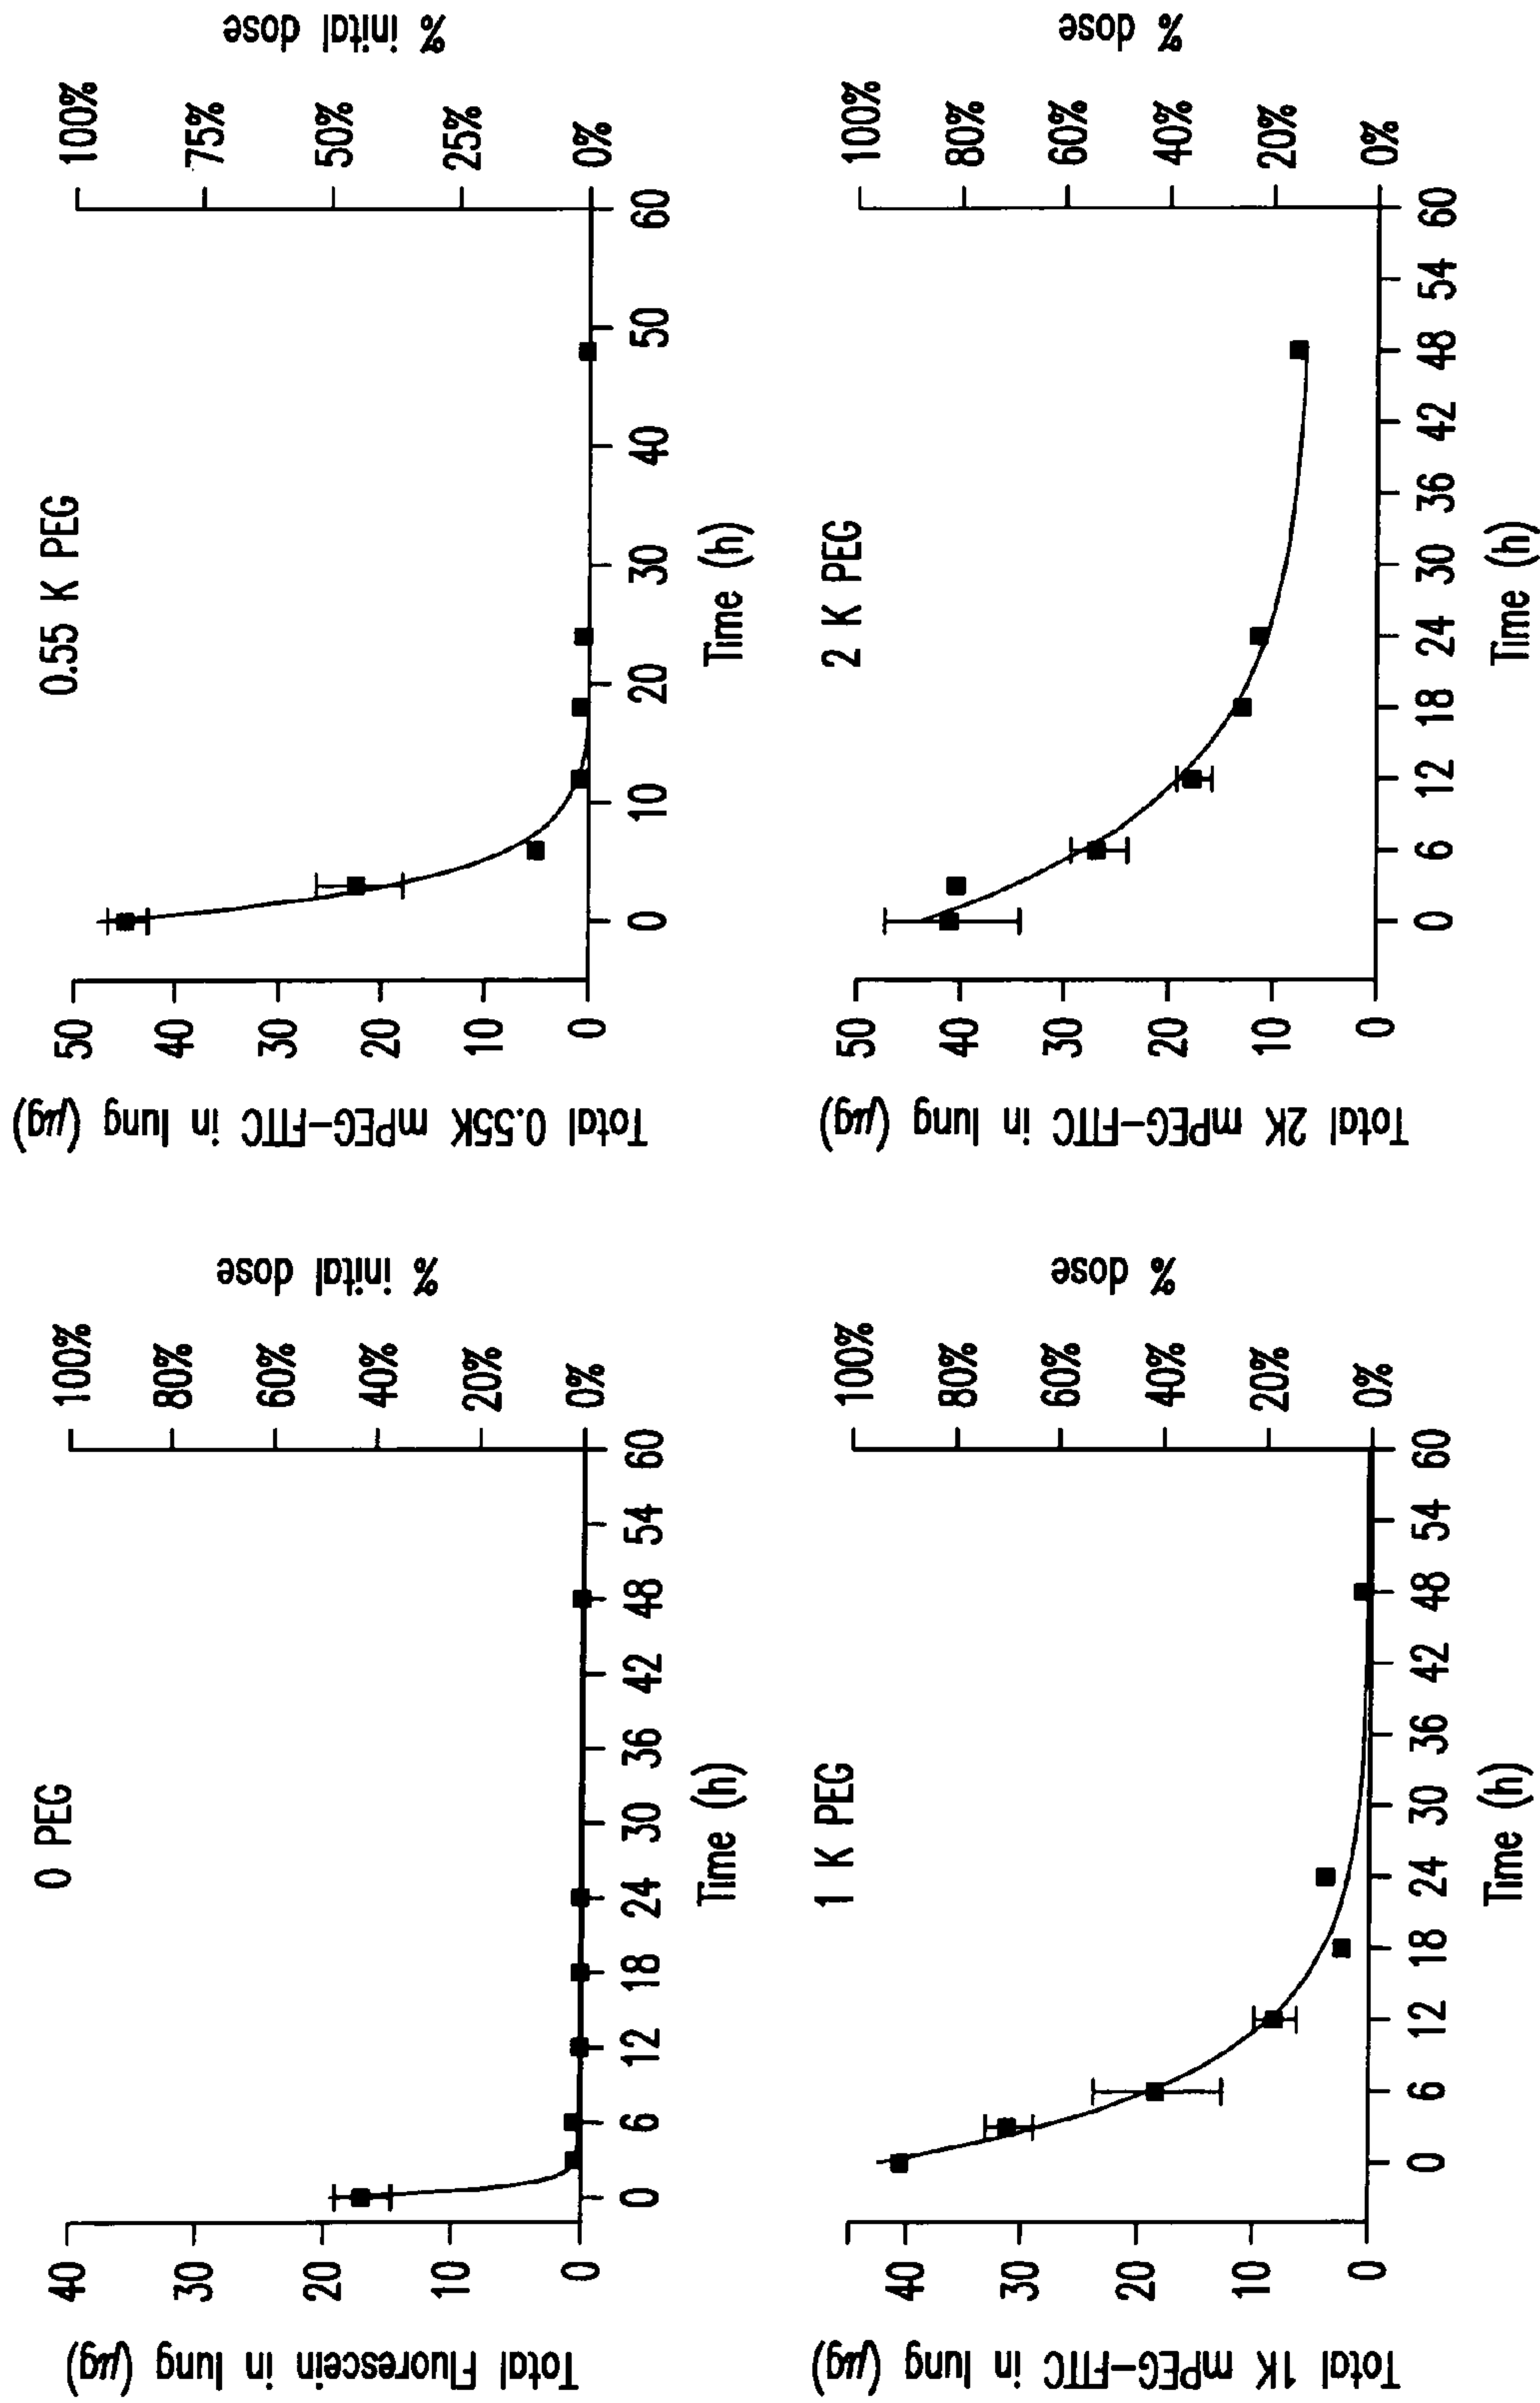 0 PEG
Total Fluorescein in lung (µg)
40
30
20
10
0
100%
80%
60%
40%
20%
0%
% inital dose
0 6 12 18 24 30 36 42 48 54 60
Time (h)
0.55 K PEG
Total 0.55K mPEG-FITC in lung (µg)
50
40
30
20
10
0
100%
75%
50%
25%
0%
% inital dose
0 10 20 30 40 50 60
Time (h)
1 K PEG
Total 1K mPEG-FITC in lung (µg)
40
30
20
10
0
100%
80%
60%
40%
20%
0%
% dose
0 6 12 18 24 30 36 42 48 54 60
Time (h)
2 K PEG
Total 2K mPEG-FITC in lung (µg)
50
40
30
20
10
0
100%
80%
60%
40%
20%
0%
% dose
0 6 12 18 24 30 36 42 48 54 60
Time (h)